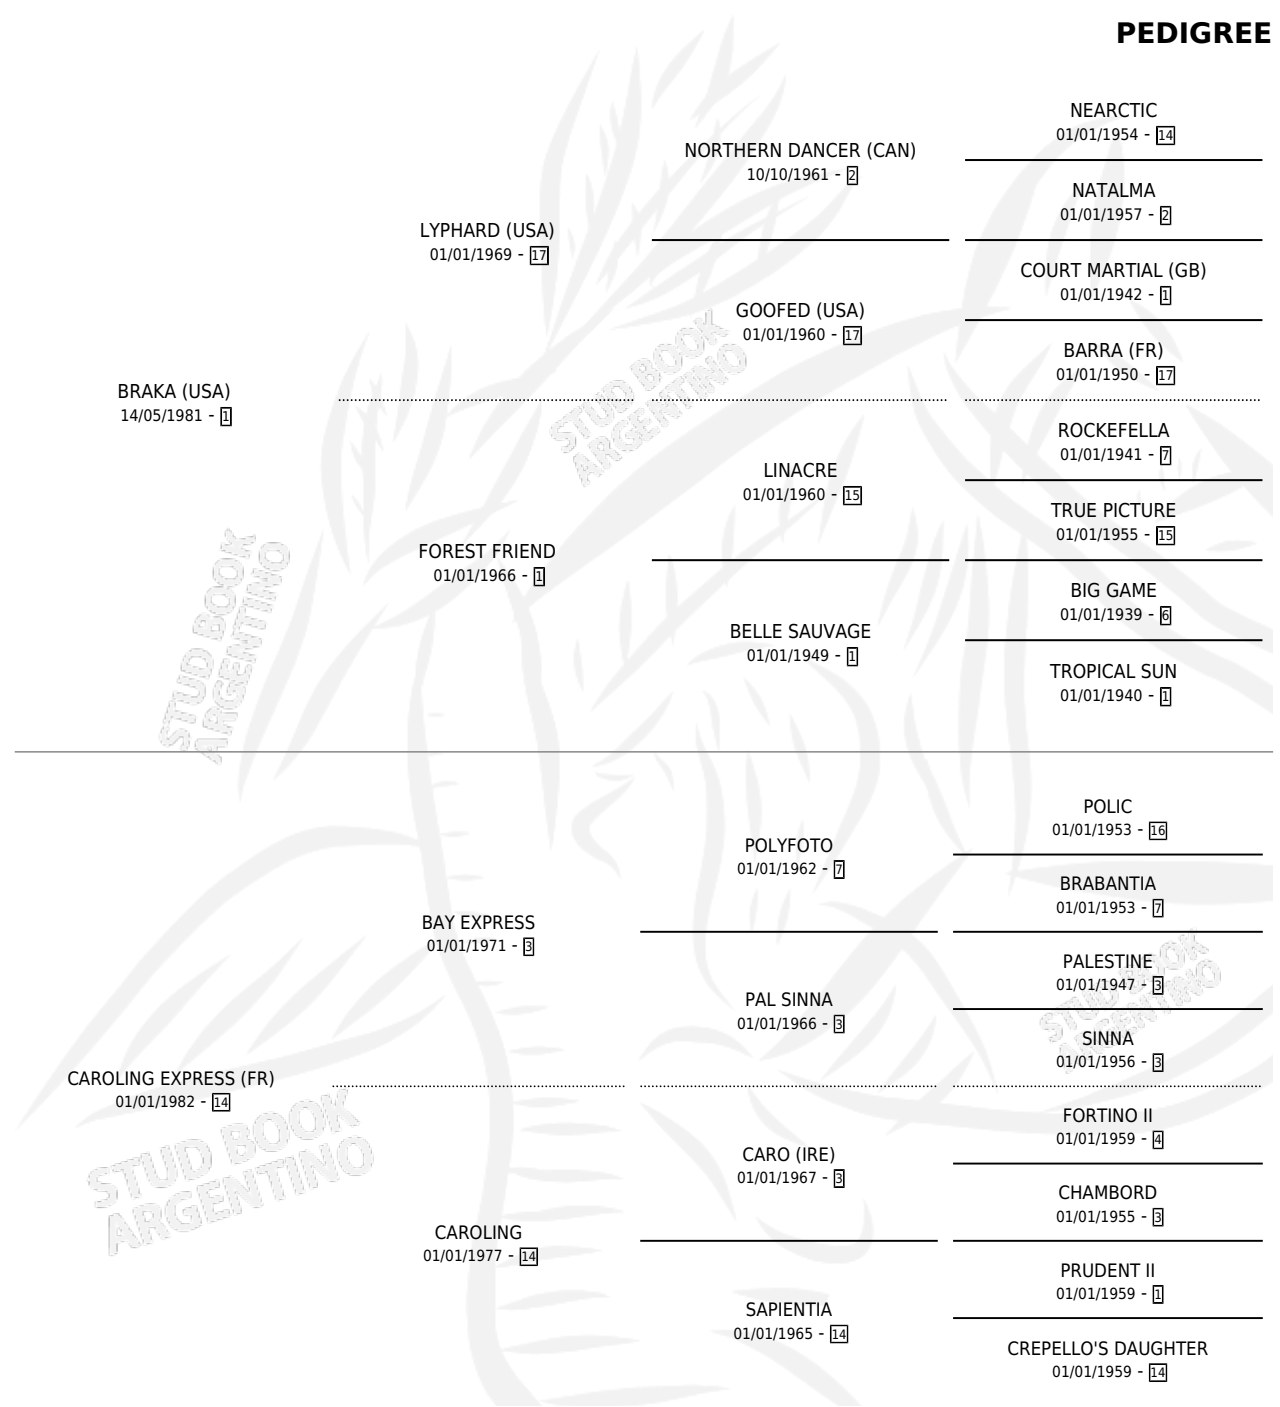 PEDIGREE
NEARCTIC
01/01/1954 - 14
NORTHERN DANCER (CAN)
10/10/1961 - 2
NATALMA
01/01/1957 - 2
LYPHARD (USA)
01/01/1969 - 17
COURT MARTIAL (GB)
01/01/1942 - 1
GOOFED (USA)
01/01/1960 - 17
BARRA (FR)
01/01/1950 - 17
BRAKA (USA)
14/05/1981 - 1
ROCKEFELLA
01/01/1941 - 7
LINACRE
01/01/1960 - 15
TRUE PICTURE
01/01/1955 - 15
FOREST FRIEND
01/01/1966 - 1
BIG GAME
01/01/1939 - 6
BELLE SAUVAGE
01/01/1949 - 1
TROPICAL SUN
01/01/1940 - 1
STUD BOOK
ARGENTINO
STUD BOOK
ARGENTINO
POLIC
01/01/1953 - 16
POLYFOTO
01/01/1962 - 7
BRABANTIA
01/01/1953 - 7
BAY EXPRESS
01/01/1971 - 3
PALESTINE
01/01/1947 - 3
PAL SINNA
01/01/1966 - 3
SINNA
01/01/1956 - 3
CAROLING EXPRESS (FR)
01/01/1982 - 14
FORTINO II
01/01/1959 - 4
CARO (IRE)
01/01/1967 - 3
CHAMBORD
01/01/1955 - 3
CAROLING
01/01/1977 - 14
PRUDENT II
01/01/1959 - 1
SAPIENTIA
01/01/1965 - 14
CREPELLO'S DAUGHTER
01/01/1959 - 14
STUD BOOK
ARGENTINO
STUD BOOK
ARGENTINO